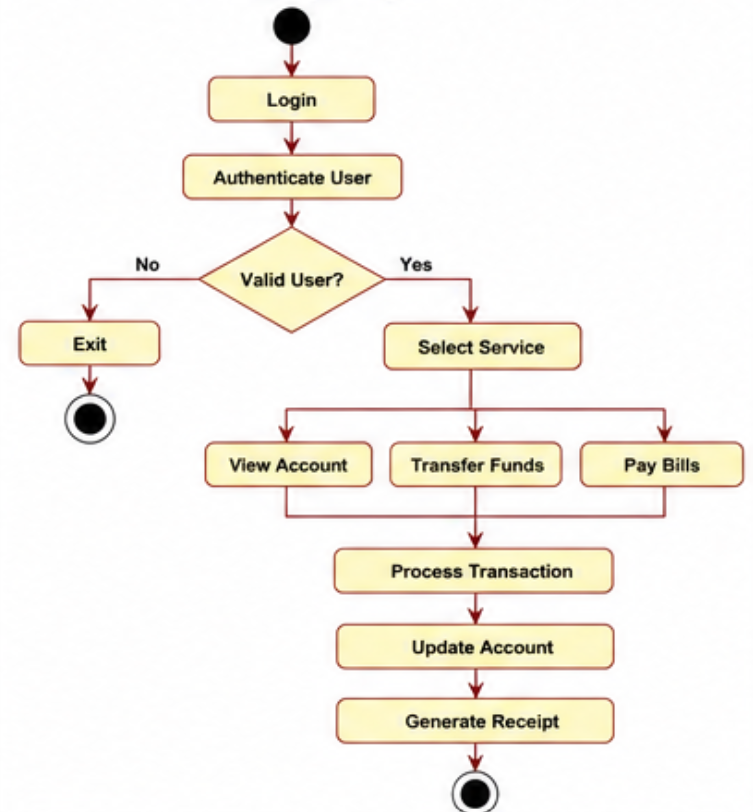 Login
Authenticate User
Valid User?
No
Yes
Exit
Select Service
View Account
Transfer Funds
Pay Bills
Process Transaction
Update Account
Generate Receipt